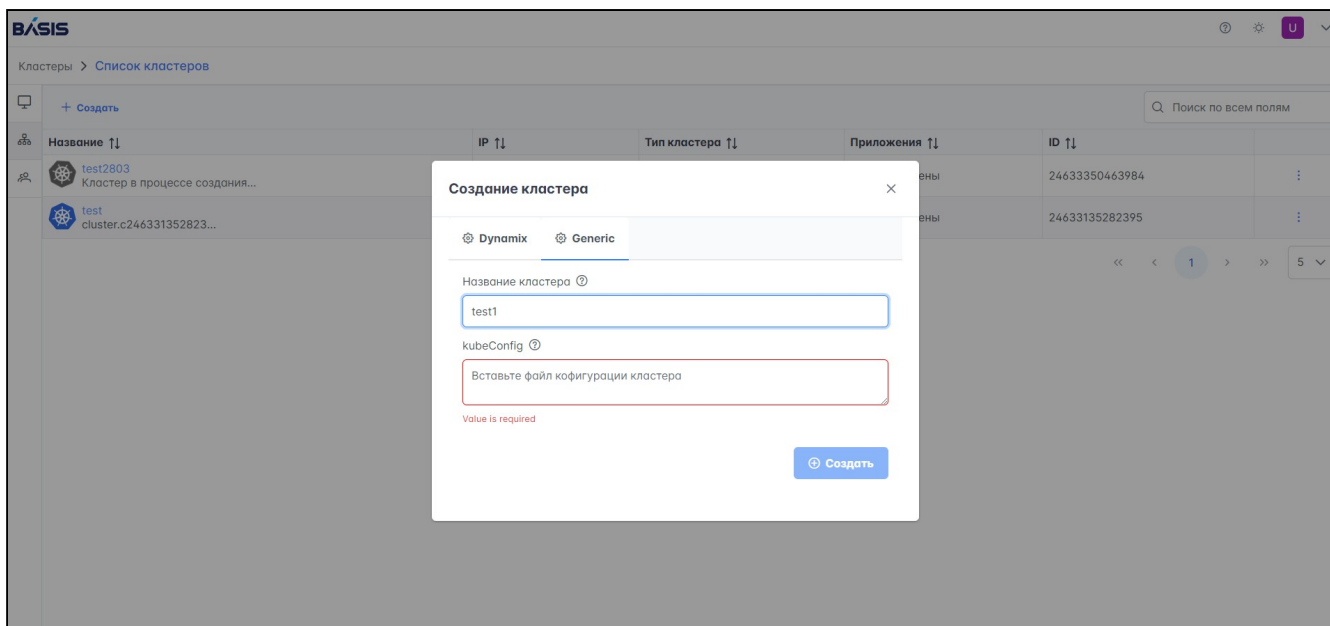 BASIS
U
Кластеры > Список кластеров
+ Создать
Поиск по всем полям
Название IP Тип кластера Приложения ID
test2803
Кластер в процессе создания...
ены
24633350463984
test
cluster.c246331352823...
ены
24633135282395
<< < 1 > >> 5
Создание кластера
Dynamix Generic
Название кластера
test1
kubeConfig
Вставьте файл кофигурации кластера
Value is required
Создать